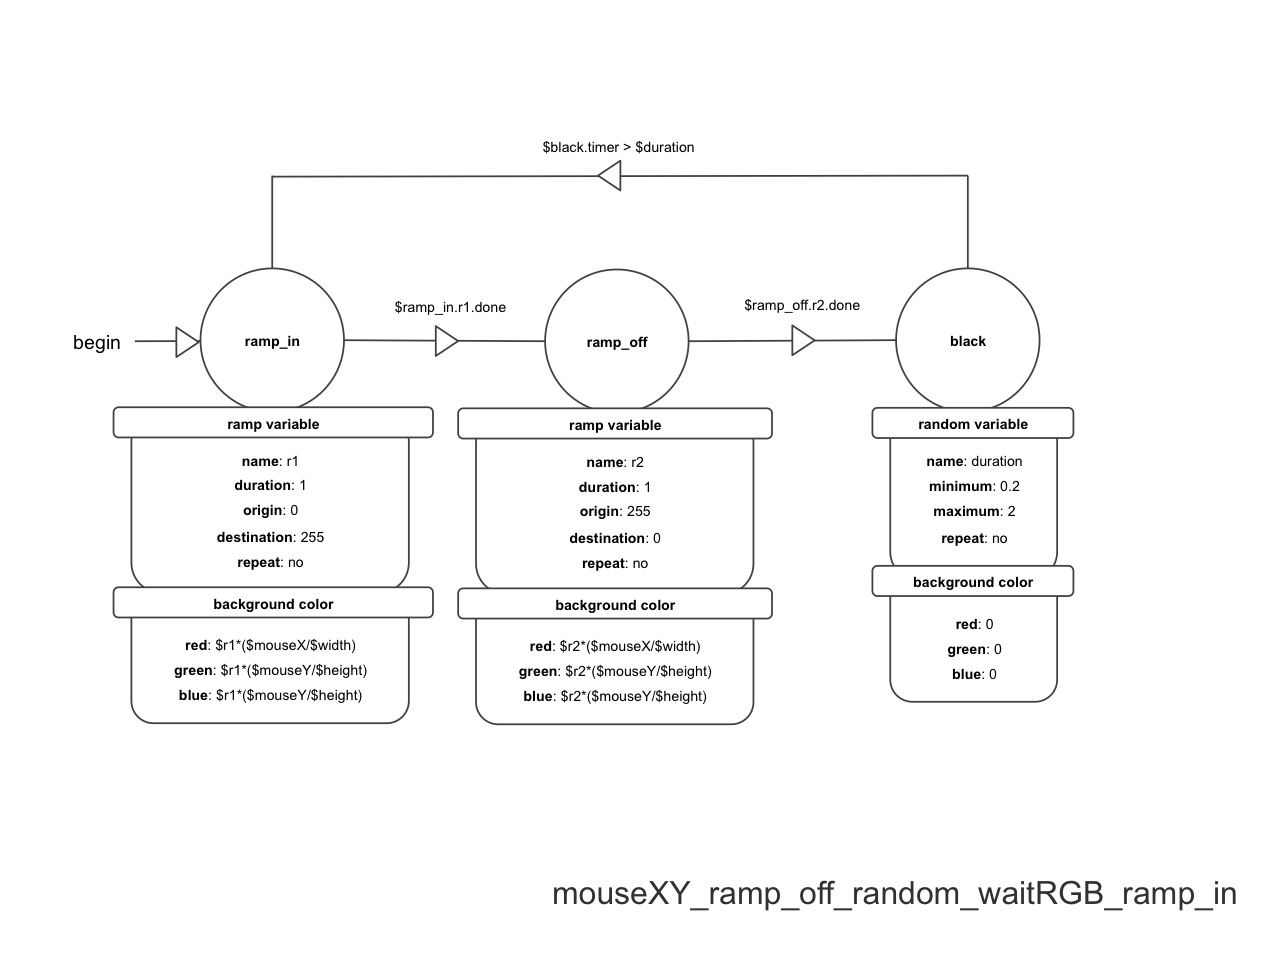 $black.timer > $duration
begin
ramp_in
$ramp_in.r1.done
ramp_off
$ramp_off.r2.done
black
ramp variable
name: r1
duration: 1
origin: 0
destination: 255
repeat: no
background color
red: $r1*($mouseX/$width)
green: $r1*($mouseY/$height)
blue: $r1*($mouseY/$height)
ramp variable
name: r2
duration: 1
origin: 255
destination: 0
repeat: no
background color
red: $r2*($mouseX/$width)
green: $r2*($mouseY/$height)
blue: $r2*($mouseY/$height)
random variable
name: duration
minimum: 0.2
maximum: 2
repeat: no
background color
red: 0
green: 0
blue: 0
mouseXY_ramp_off_random_waitRGB_ramp_in